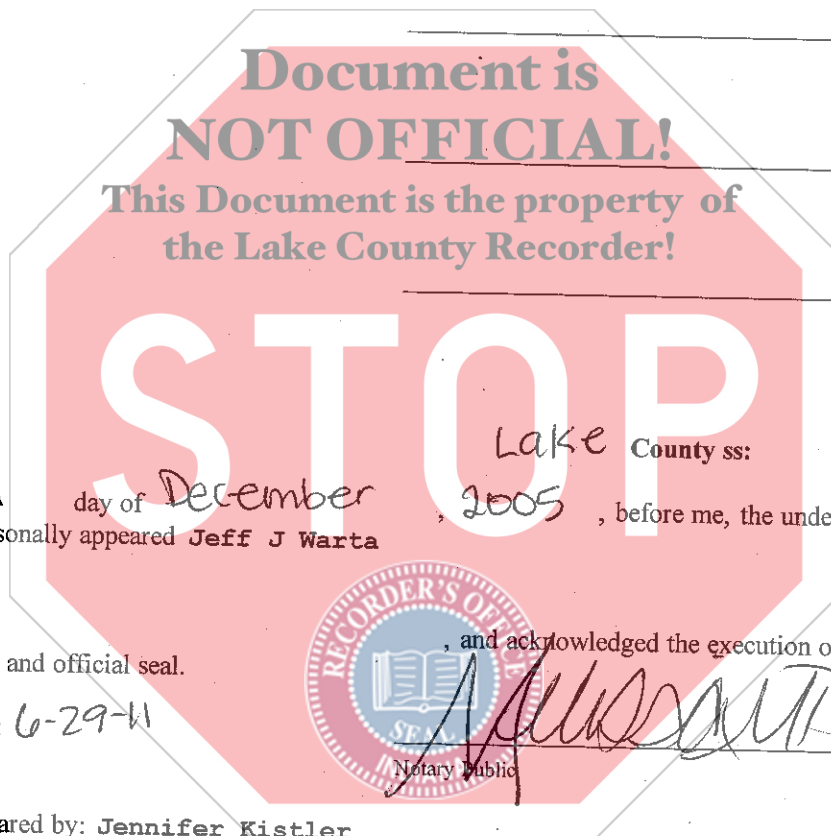 Document is
NOT OFFICIAL!
This Document is the property of
the Lake County Recorder!
STOP
Lake County ss:
day of December , 2005 , before me, the unde
sonally appeared Jeff J Warta
, and acknowledged the execution o
and official seal.
6-29-11
RECORDER'S OFFICE
SEAL
Notary Public
ared by: Jennifer Kistler